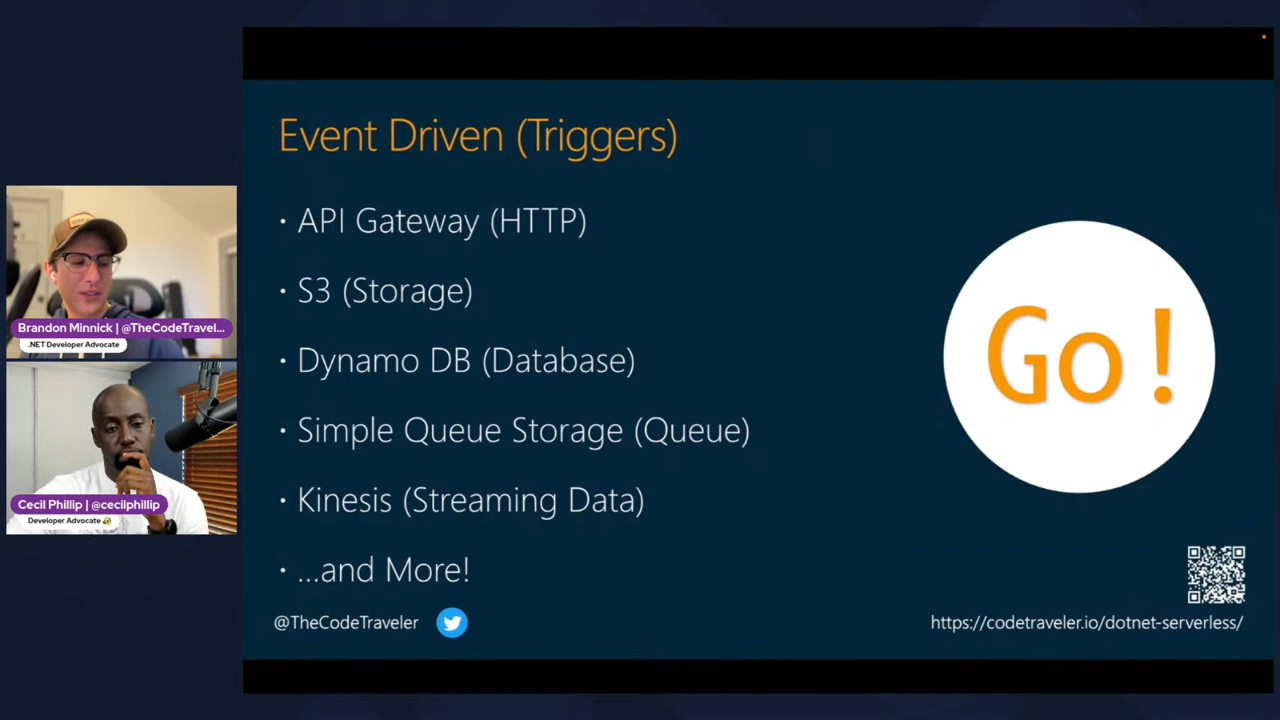 Event Driven (Triggers)
· API Gateway (HTTP)
· S3 (Storage)
· Dynamo DB (Database)
· Simple Queue Storage (Queue)
· Kinesis (Streaming Data)
· ...and More!
Go!
@TheCodeTraveler
https://codetraveler.io/dotnet-serverless/
Brandon Minnick | @TheCodeTravel...
.NET Developer Advocate
Cecil Phillip | @cecilphillip
Developer Advocate 🥑